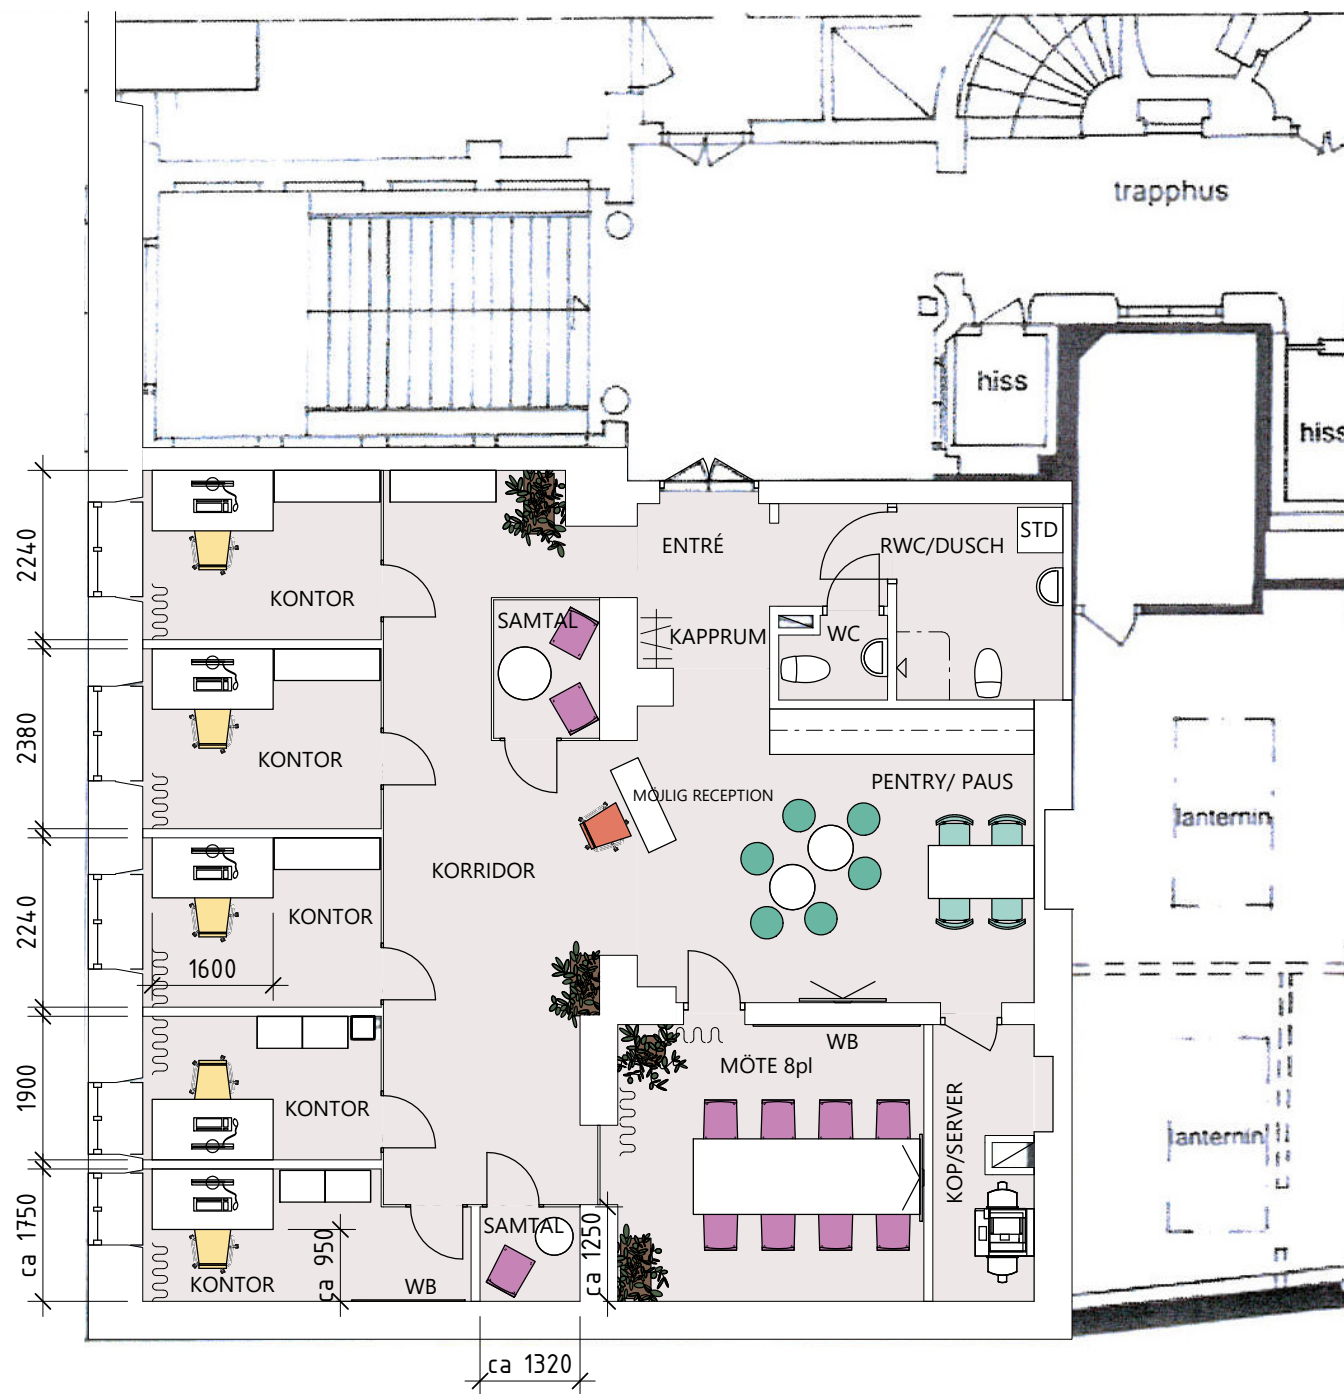 trapphus
hiss
hiss
2240
ENTRÉ
RWC/DUSCH
STD
KONTOR
SAMTAL
KAPPRUM
WC
2380
KONTOR
MÖJLIG RECEPTION
PENTRY/ PAUS
lanternin
2240
KORRIDOR
KONTOR
1600
1900
KONTOR
WB
MÖTE 8pl
KOP/SERVER
lanternin
ca 1750
KONTOR
ca 950
WB
SAMTAL
ca 1250
ca 1320